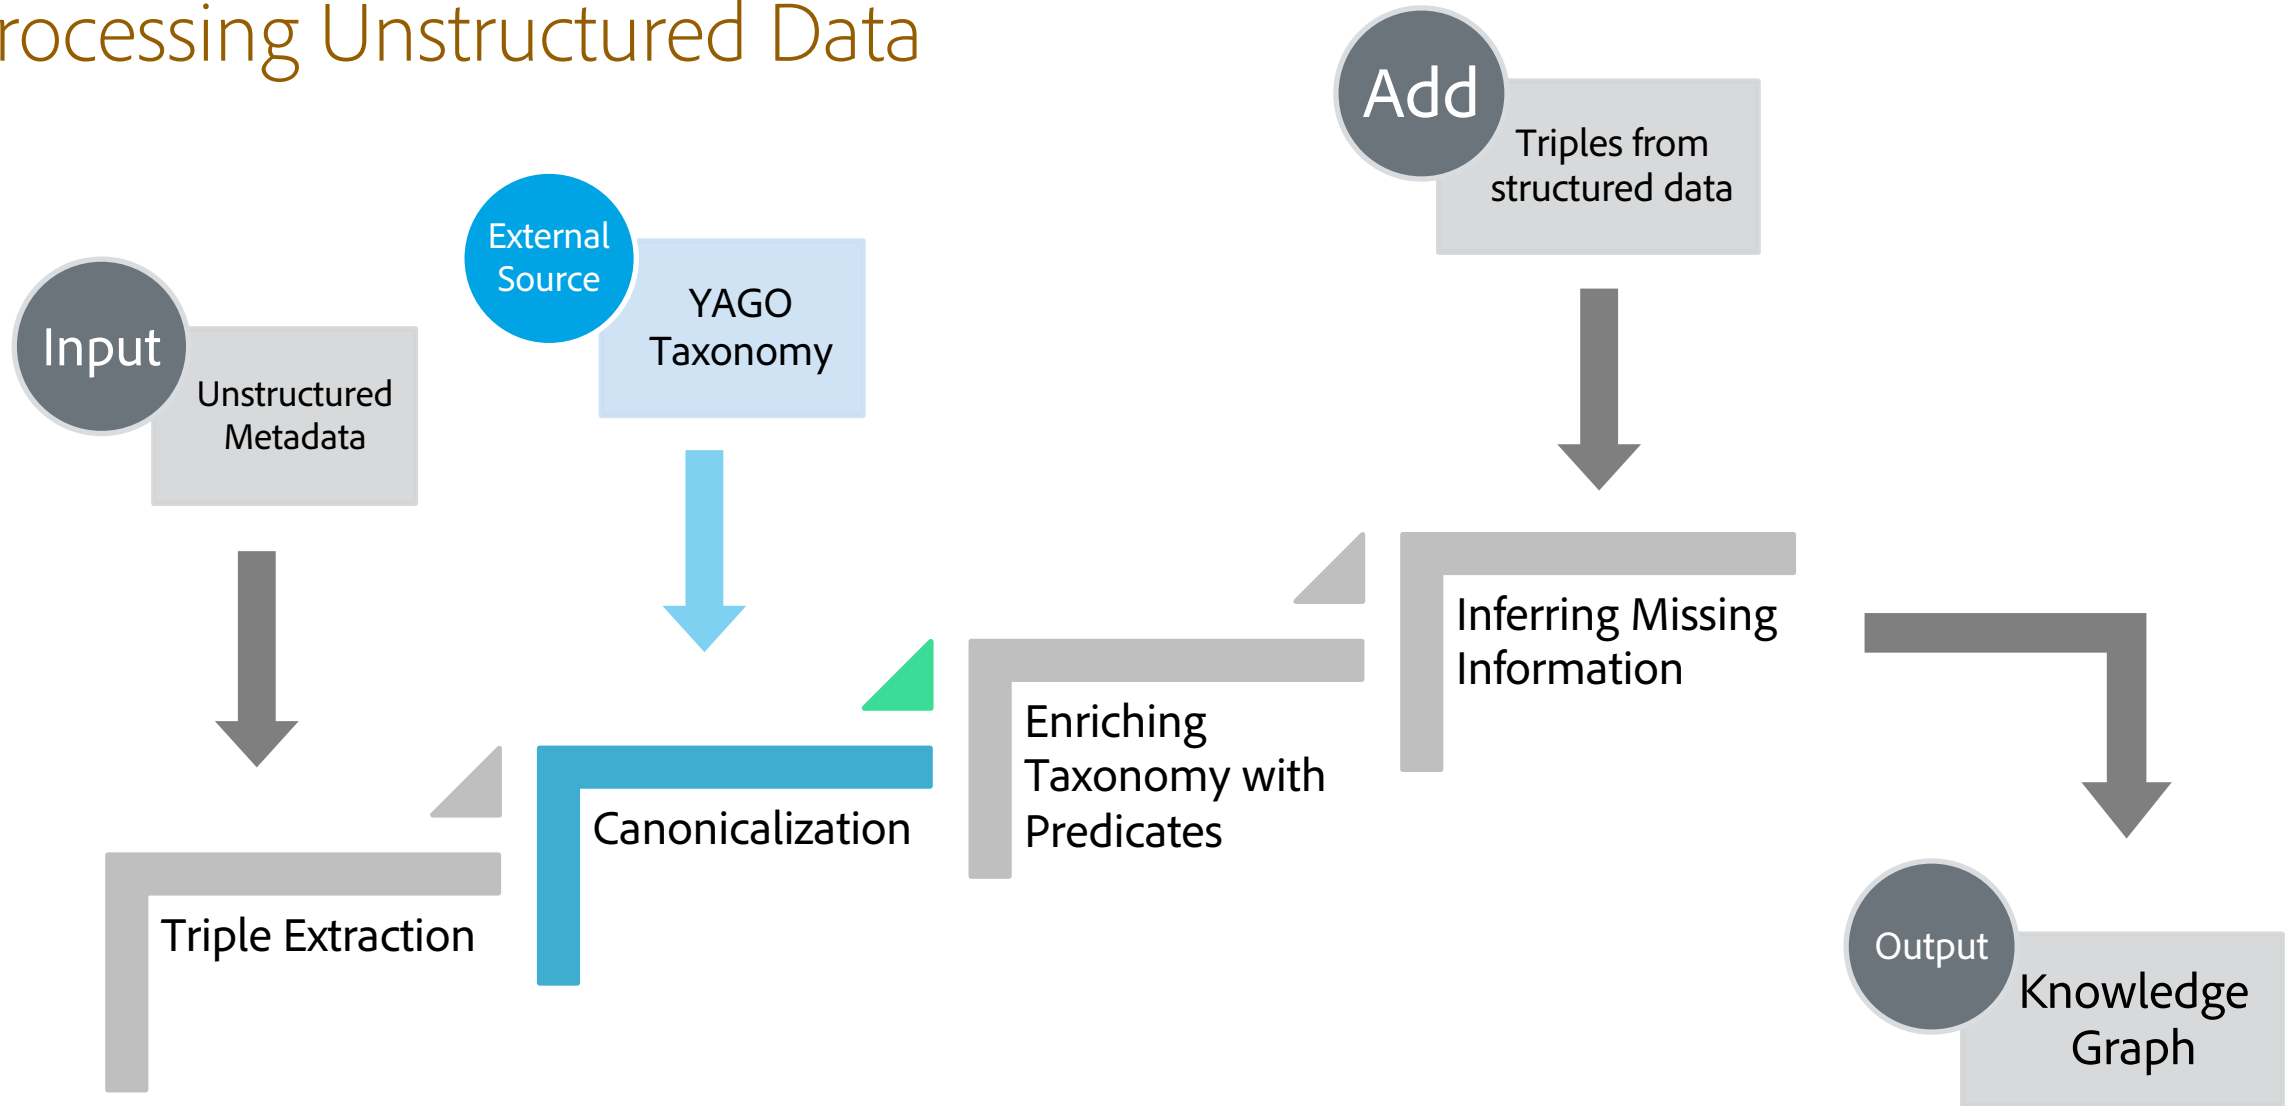 rocessing Unstructured Data
Add
Triples from
structured data
External
Source
YAGO
Taxonomy
Input
Unstructured
Metadata
Inferring Missing
Information
Enriching
Taxonomy with
Predicates
Canonicalization
Triple Extraction
Output
Knowledge
Graph